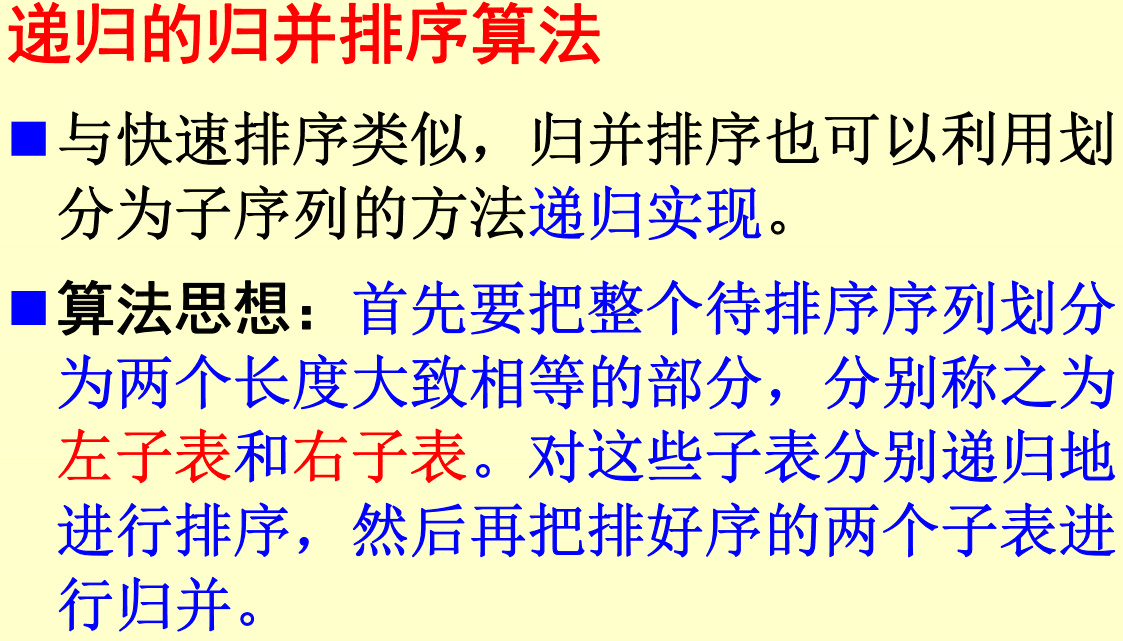 递归的归并排序算法
■与快速排序类似，归并排序也可以利用划
分为子序列的方法递归实现。
■算法思想：首先要把整个待排序序列划分
为两个长度大致相等的部分，分别称之为
左子表和右子表。对这些子表分别递归地
进行排序，然后再把排好序的两个子表进
行归并。